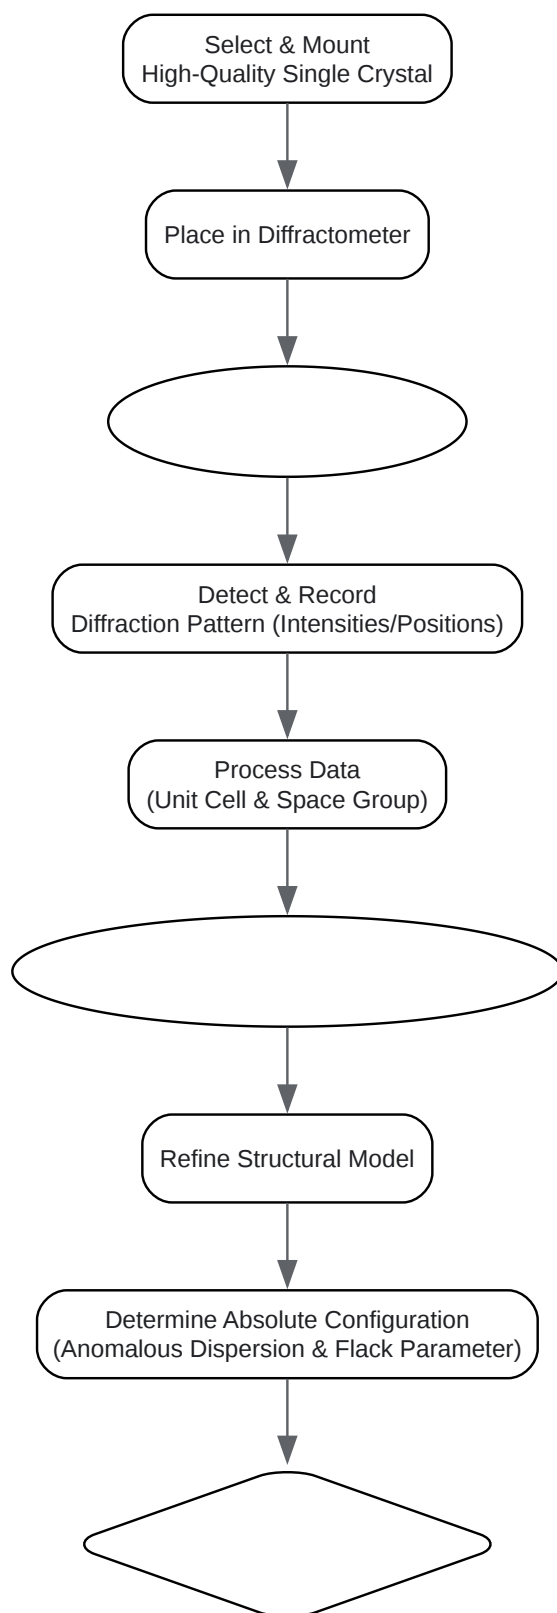 Select & Mount
High-Quality Single Crystal
Place in Diffractometer
Detect & Record
Diffraction Pattern (Intensities/Positions)
Process Data
(Unit Cell & Space Group)
Refine Structural Model
Determine Absolute Configuration
(Anomalous Dispersion & Flack Parameter)